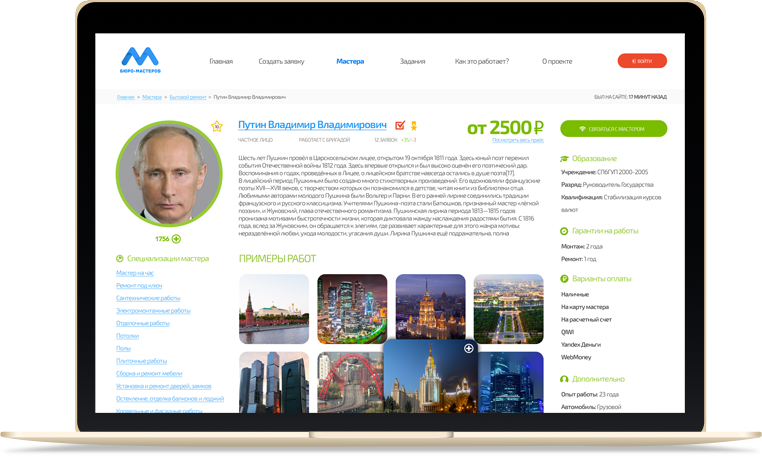 БЮРО-МАСТЕРОВ
Главная
Создать заявку
Мастера
Задания
Как это работает?
О проекте
ВОЙТИ
Главная » Мастера » Бытовой ремонт » Путин Владимир Владимирович
БЫЛ НА САЙТЕ: 17 МИНУТ НАЗАД
Путин Владимир Владимирович
от 2500 ₽
ЧАСТНОЕ ЛИЦО
РАБОТАЕТ С БРИГАДОЙ
12 ЗАЯВОК
Посмотреть весь прайс
Шесть лет Пушкин провёл в Царскосельском лицее, открытом 19 октября 1811 года. Здесь юный поэт пережил
события Отечественной войны 1812 года. Здесь впервые открылся и был высоко оценён его поэтический дар.
Воспоминания о годах, проведённых в Лицее, о лицейском братстве навсегда остались в душе поэта[17].
В лицейский период Пушкиным было создано много стихотворных произведений. Его вдохновляли французские
поэты XVII—XVIII веков, с творчеством которых он познакомился в детстве, читая книги из библиотеки отца.
Любимыми авторами молодого Пушкина были Вольтер и Парни. В его ранней лирике соединились традиции
французского и русского классицизма. Учителями Пушкина-поэта стали Батюшков, признанный мастер «лёгкой
поэзии», и Жуковский, глава отечественного романтизма. Пушкинская лирика периода 1813—1815 годов
пронизана мотивами быстротечности жизни, которая диктовала жажду наслаждения радостями бытия. С 1816
года, вслед за Жуковским, он обращается к элегиям, где развивает характерные для этого жанра мотивы:
неразделённой любви, ухода молодости, угасания души. Лирика Пушкина ещё подражательна, полна
1756
Специализации мастера
Мастер на час
Ремонт под ключ
Сантехнические работы
Электромонтажные работы
Отделочные работы
Потолки
Полы
Плиточные работы
Сборка и ремонт мебели
Установка и ремонт дверей, замков
Остекление, отделка балконов и лоджий
Кровельные и фасадные работы
ПРИМЕРЫ РАБОТ
СВЯЗАТЬСЯ С МАСТЕРОМ
Образование
Учреждение: СПбГУП 2000-2005
Разряд: Руководитель Государства
Квалификация: Стабилизация курсов
валют
Гарантии на работы
Монтаж: 2 года
Ремонт: 1 год
Варианты оплаты
Наличные
На карту мастера
На расчетный счет
QIWI
Yandex Деньги
WebMoney
Дополнительно
Опыт работы: 23 года
Автомобиль: Грузовой